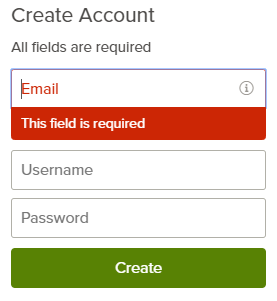 Create Account
All fields are required
Email
This field is required
Username
Password
Create